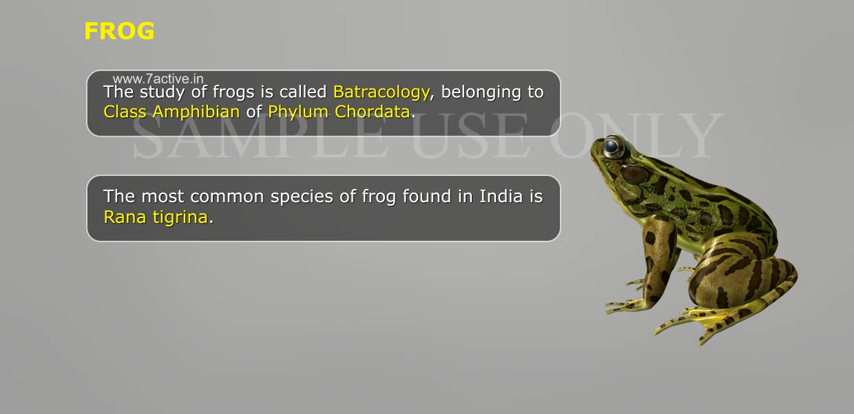 FROG
www.7active.in
The study of frogs is called Batracology, belonging to
Class Amphibian of Phylum Chordata.
SAMPLE USE ONLY
The most common species of frog found in India is
Rana tigrina.